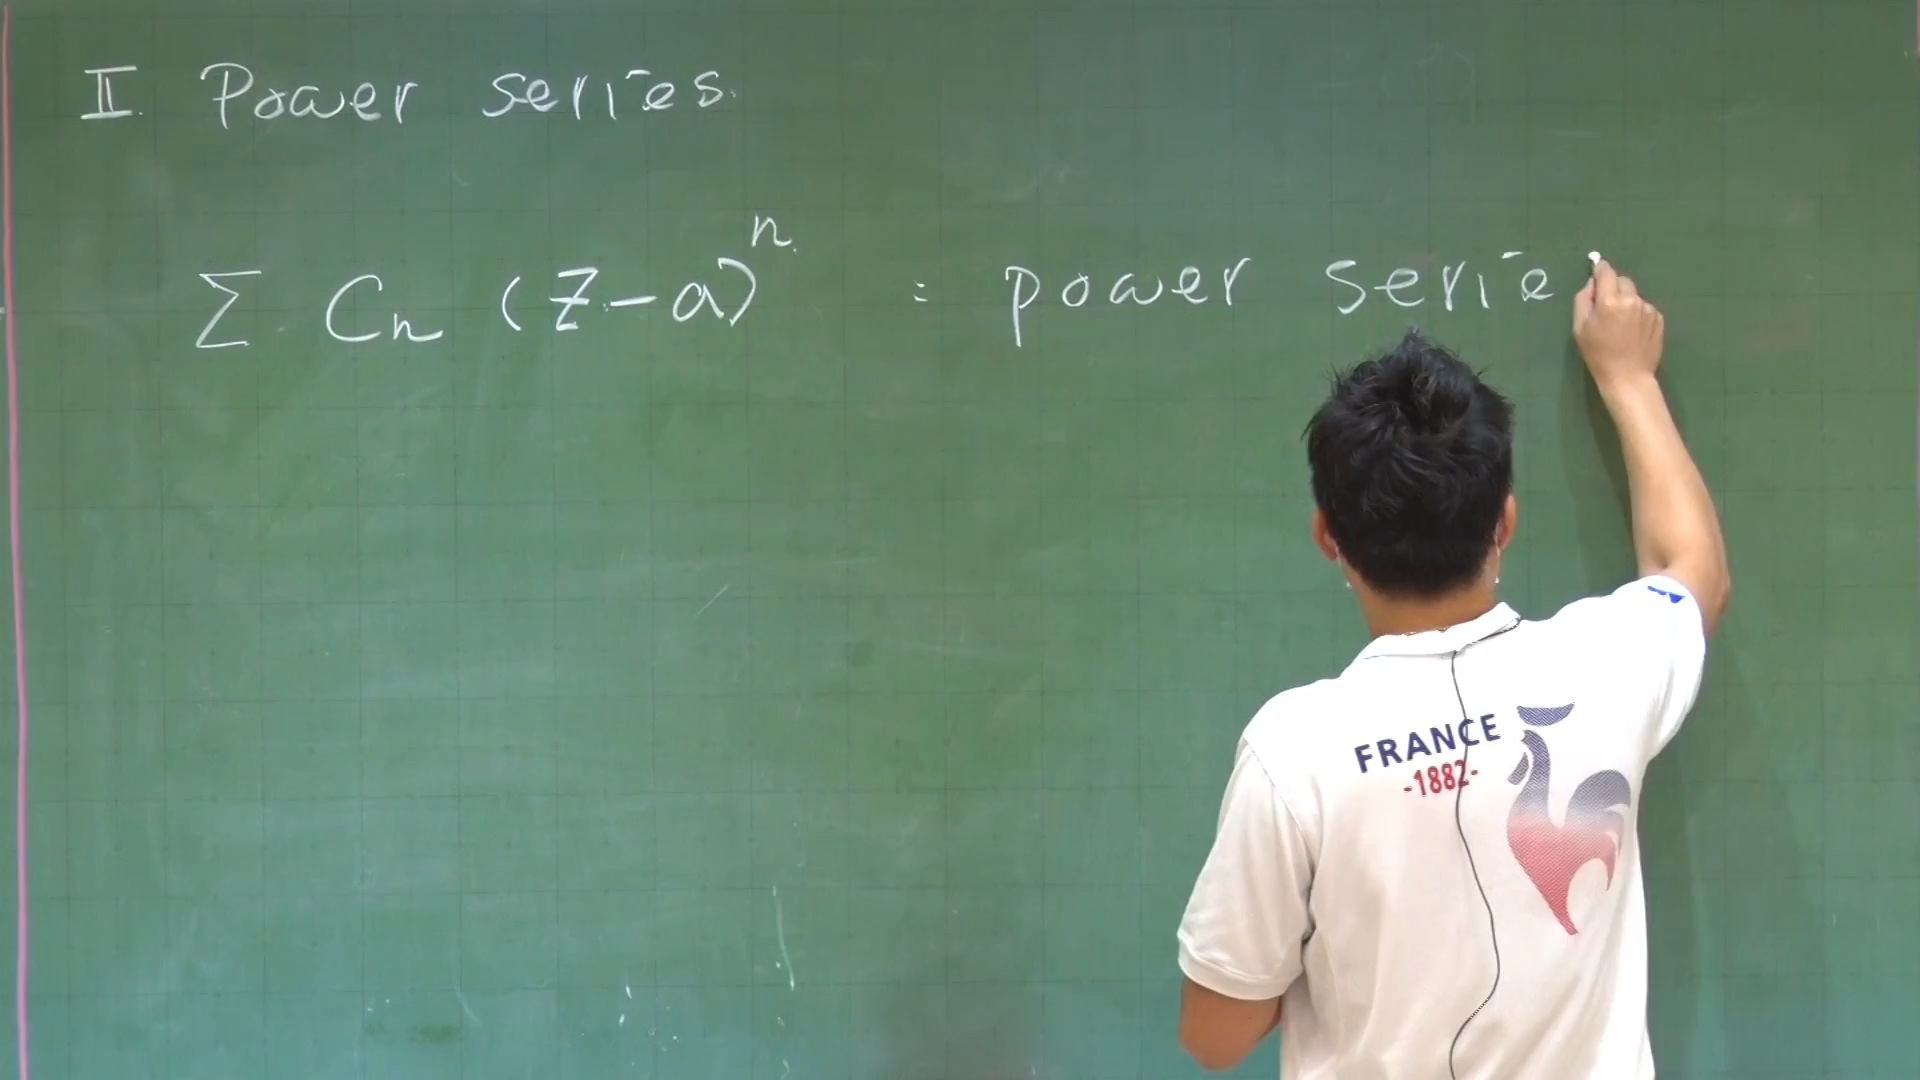 II. Power series.
∑ Cn (z-a)^n : power serie
FRANCE
-1882-